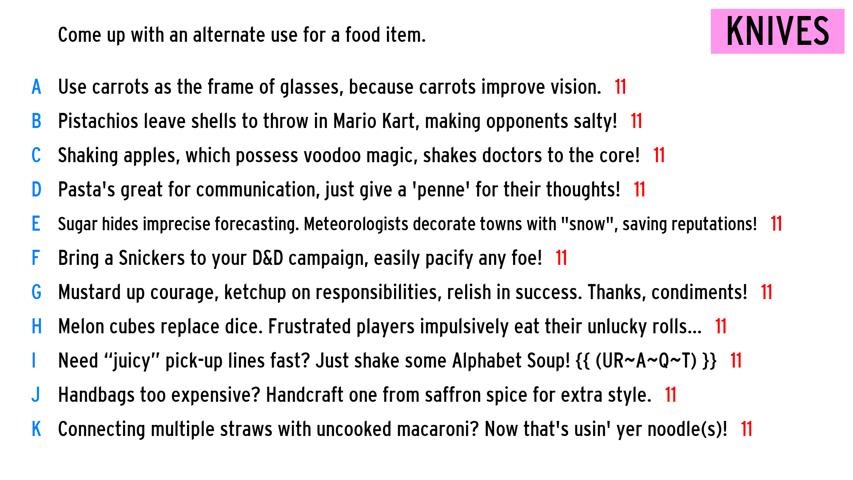 Come up with an alternate use for a food item.
KNIVES
A Use carrots as the frame of glasses, because carrots improve vision. 11
B Pistachios leave shells to throw in Mario Kart, making opponents salty! 11
C Shaking apples, which possess voodoo magic, shakes doctors to the core! 11
D Pasta's great for communication, just give a 'penne' for their thoughts! 11
E Sugar hides imprecise forecasting. Meteorologists decorate towns with "snow", saving reputations! 11
F Bring a Snickers to your D&D campaign, easily pacify any foe! 11
G Mustard up courage, ketchup on responsibilities, relish in success. Thanks, condiments! 11
H Melon cubes replace dice. Frustrated players impulsively eat their unlucky rolls... 11
I Need “juicy” pick-up lines fast? Just shake some Alphabet Soup! {{ (UR~A~Q~T) }} 11
J Handbags too expensive? Handcraft one from saffron spice for extra style. 11
K Connecting multiple straws with uncooked macaroni? Now that's usin' yer noodle(s)! 11